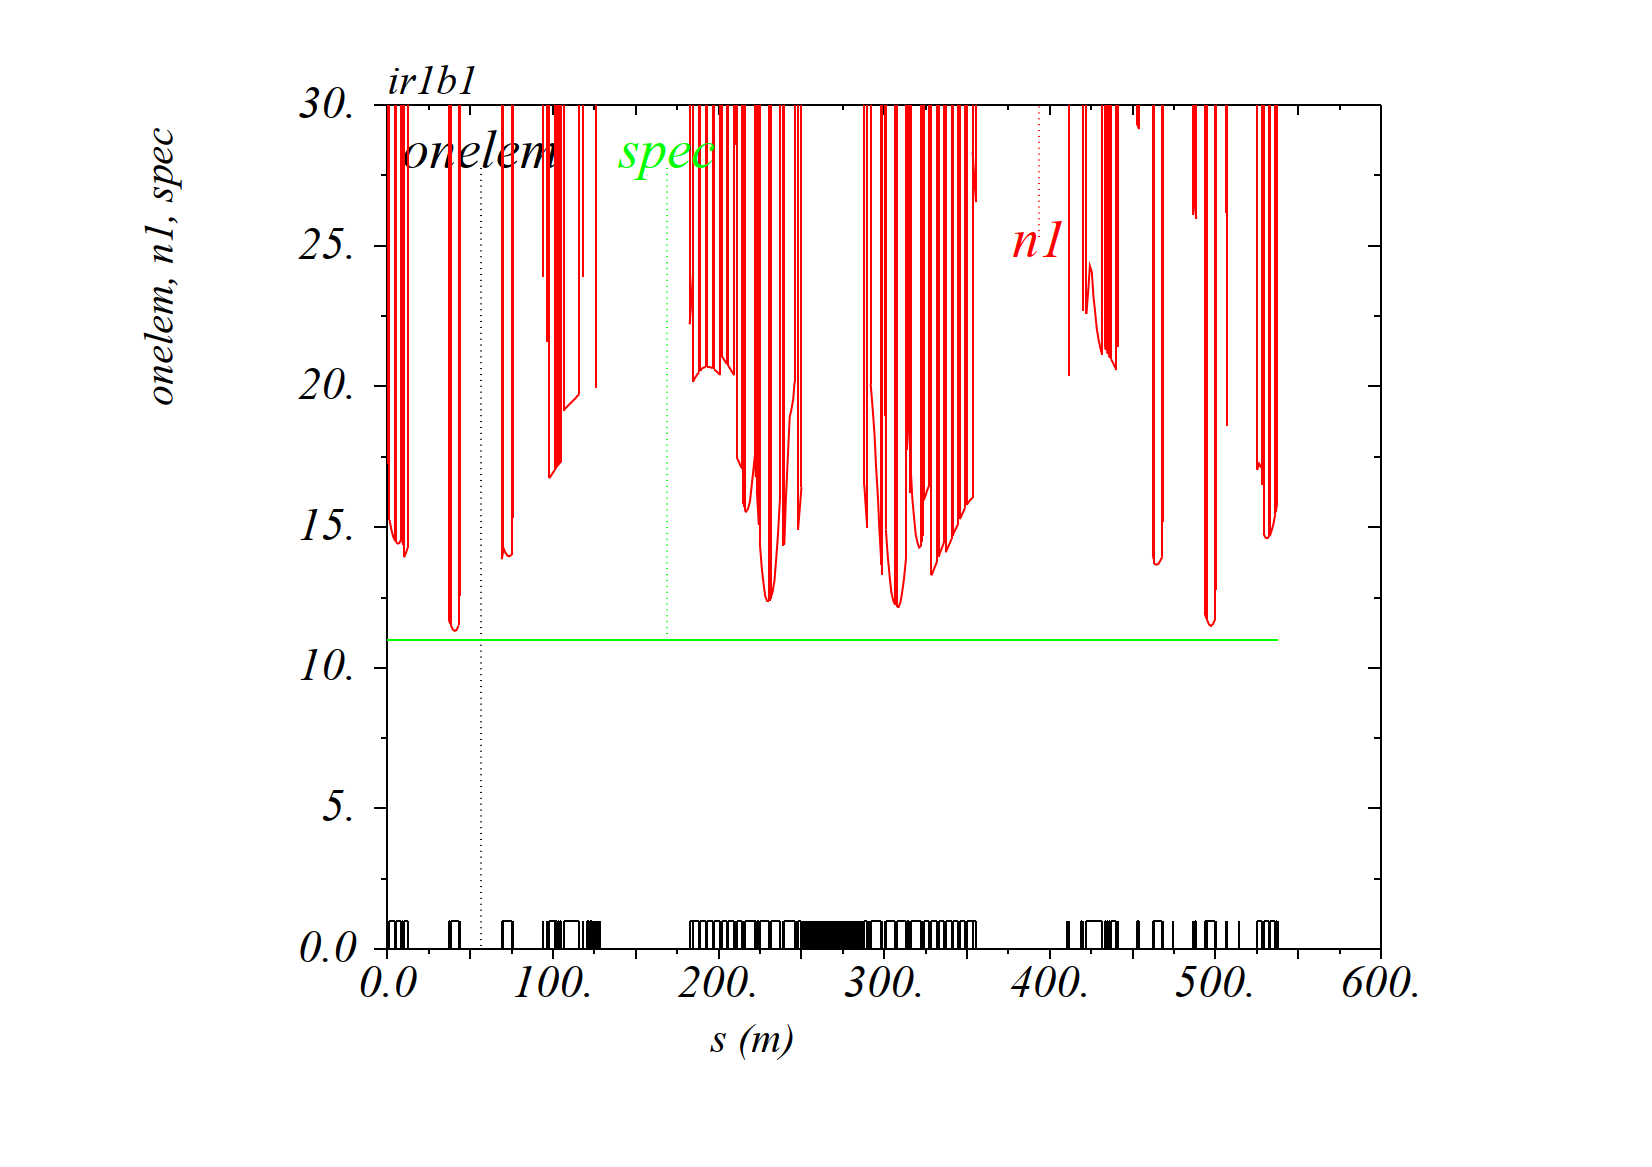 ir1b1
30.
onelem
spec
n1
25.
20.
15.
10.
5.
0.0
onelem, n1, spec
0.0 100. 200. 300. 400. 500. 600.
s (m)